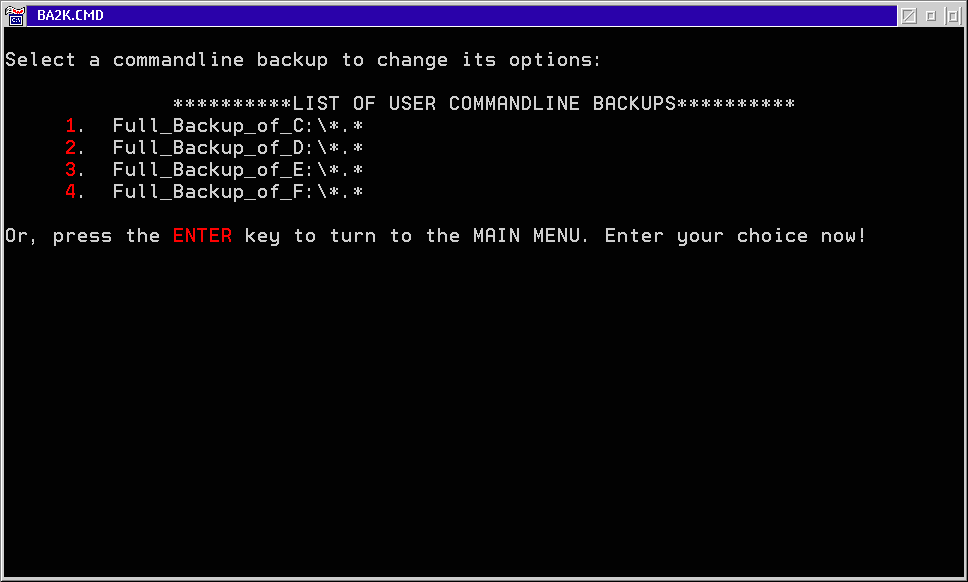 BA2K.CMD
Select a commandline backup to change its options:
**********LIST OF USER COMMANDLINE BACKUPS**********
1. Full_Backup_of_C:\*.*
2. Full_Backup_of_D:\*.*
3. Full_Backup_of_E:\*.*
4. Full_Backup_of_F:\*.*
Or, press the ENTER key to turn to the MAIN MENU. Enter your choice now!